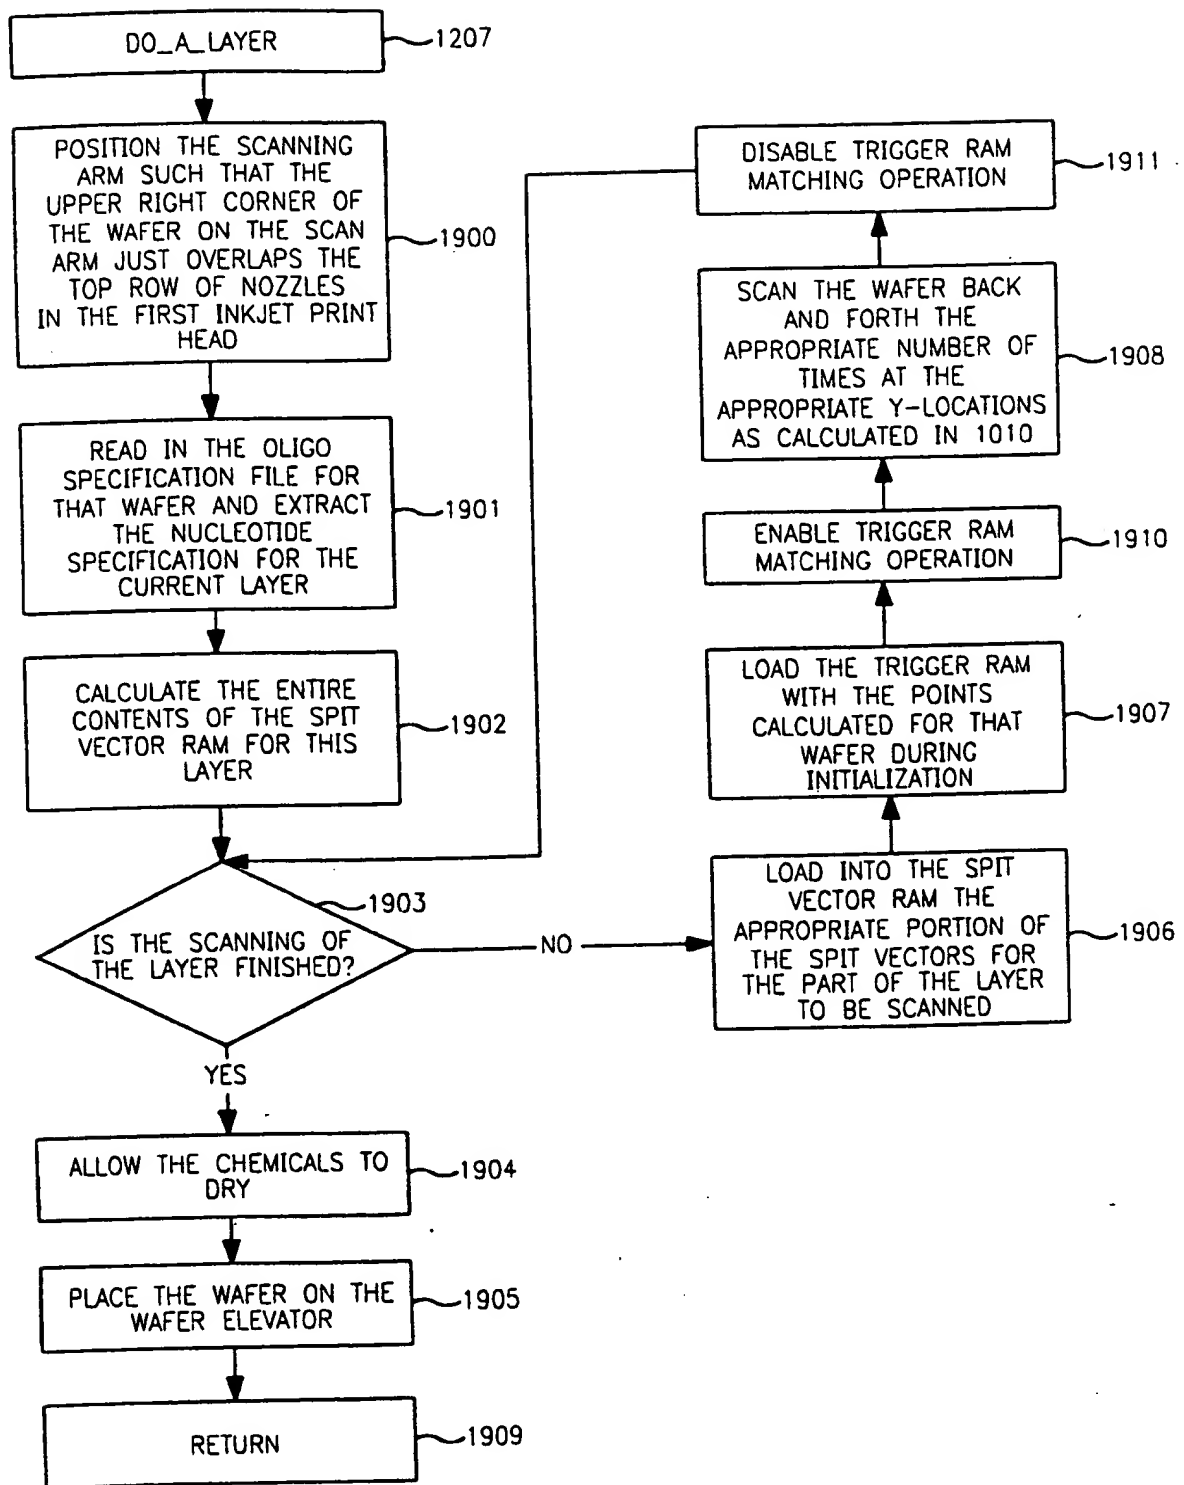 DO_A_LAYER
1207
POSITION THE SCANNING
ARM SUCH THAT THE
UPPER RIGHT CORNER OF
THE WAFER ON THE SCAN
ARM JUST OVERLAPS THE
TOP ROW OF NOZZLES
IN THE FIRST INKJET PRINT
HEAD
1900
READ IN THE OLIGO
SPECIFICATION FILE FOR
THAT WAFER AND EXTRACT
THE NUCLEOTIDE
SPECIFICATION FOR THE
CURRENT LAYER
1901
CALCULATE THE ENTIRE
CONTENTS OF THE SPIT
VECTOR RAM FOR THIS
LAYER
1902
1903
IS THE SCANNING OF
THE LAYER FINISHED?
NO
YES
ALLOW THE CHEMICALS TO
DRY
1904
PLACE THE WAFER ON THE
WAFER ELEVATOR
1905
RETURN
1909
DISABLE TRIGGER RAM
MATCHING OPERATION
1911
SCAN THE WAFER BACK
AND FORTH THE
APPROPRIATE NUMBER OF
TIMES AT THE
APPROPRIATE Y-LOCATIONS
AS CALCULATED IN 1010
1908
ENABLE TRIGGER RAM
MATCHING OPERATION
1910
LOAD THE TRIGGER RAM
WITH THE POINTS
CALCULATED FOR THAT
WAFER DURING
INITIALIZATION
1907
LOAD INTO THE SPIT
VECTOR RAM THE
APPROPRIATE PORTION OF
THE SPIT VECTORS FOR
THE PART OF THE LAYER
TO BE SCANNED
1906